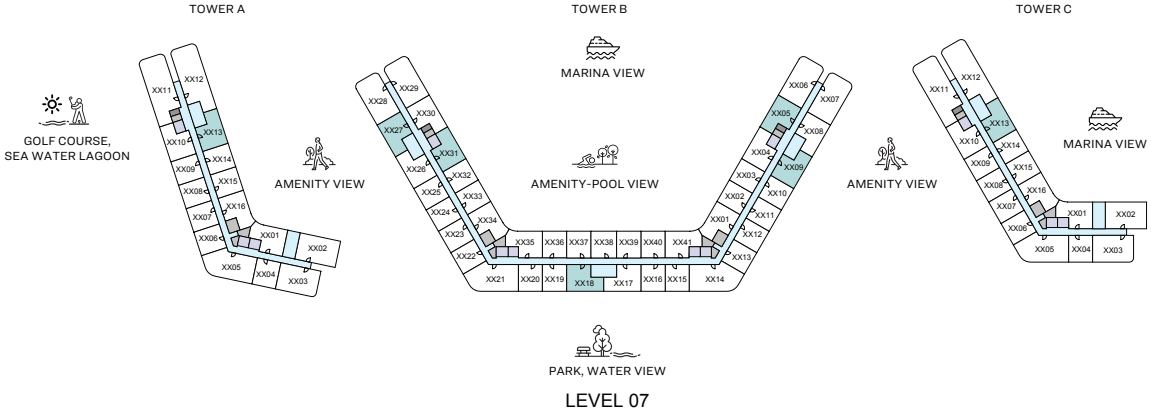 TOWER A
TOWER B
TOWER C
MARINA VIEW
GOLF COURSE,
SEA WATER LAGOON
AMENITY VIEW
AMENITY-POOL VIEW
AMENITY VIEW
MARINA VIEW
XX11
XX12
XX13
XX10
XX14
XX09
XX15
XX08
XX16
XX07
XX06
XX01
XX02
XX05
XX04
XX03
XX28
XX29
XX30
XX27
XX31
XX26
XX32
XX25
XX33
XX24
XX34
XX23
XX22
XX35
XX36
XX37
XX38
XX39
XX40
XX41
XX21
XX20
XX19
XX18
XX17
XX16
XX15
XX14
XX06
XX07
XX05
XX08
XX04
XX09
XX03
XX10
XX02
XX11
XX01
XX12
XX13
XX11
XX12
XX13
XX10
XX14
XX09
XX15
XX08
XX16
XX07
XX06
XX01
XX02
XX05
XX04
XX03
PARK, WATER VIEW
LEVEL 07